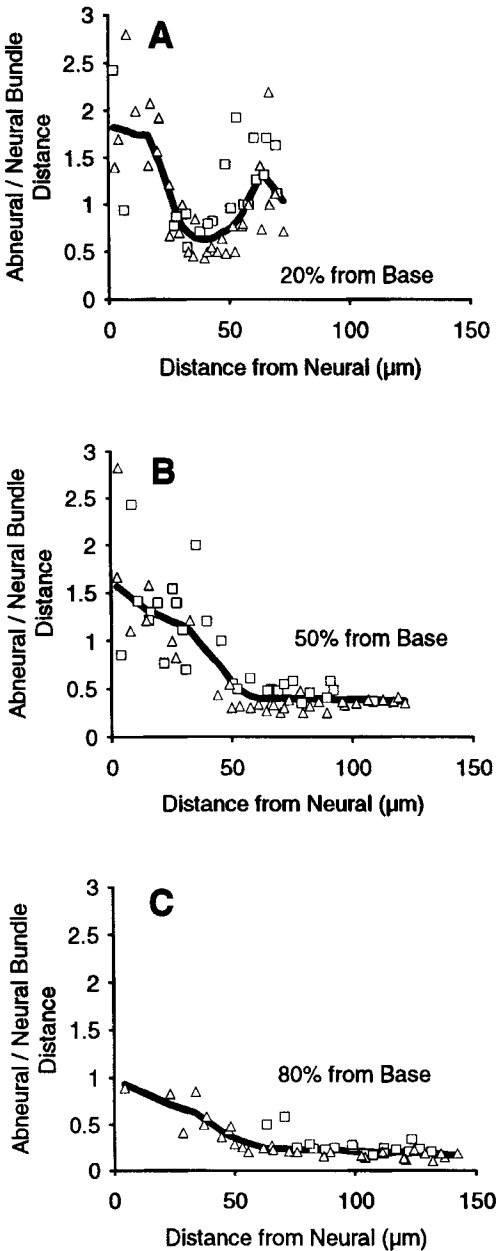 A
3
2.5
2
1.5
1
0.5
0
Abneural / Neural Bundle
Distance
20% from Base
0
50
100
150
Distance from Neural (μm)
B
3
2.5
2
1.5
1
0.5
0
Abneural / Neural Bundle
Distance
50% from Base
0
50
100
150
Distance from Neural (μm)
C
3
2.5
2
1.5
1
0.5
0
Abneural / Neural Bundle
Distance
80% from Base
0
50
100
150
Distance from Neural (μm)